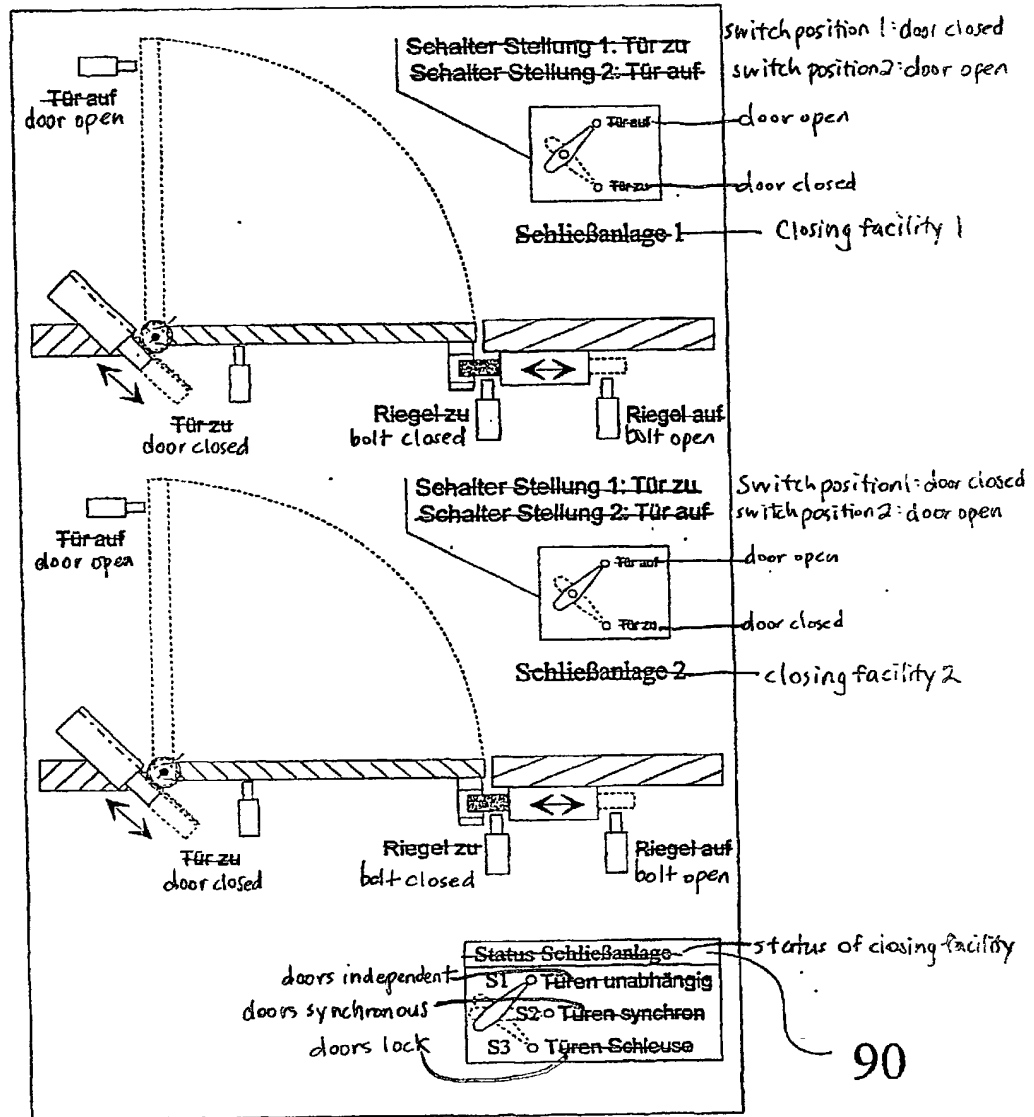 Schalter Stellung 1: Tür zu
switch position 1: door closed
Schalter Stellung 2: Tür auf
switch position 2: door open
Tür auf
door open
Tür auf
door open
Tür zu
door closed
Schließanlage 1
Closing facility 1
Tür zu
door closed
Riegel zu
bolt closed
Riegel auf
bolt open
Schalter Stellung 1: Tür zu
Switch position 1: door closed
Schalter Stellung 2: Tür auf
switch position 2: door open
Tür auf
door open
Tür auf
door open
Tür zu
door closed
Schließanlage 2
closing facility 2
Tür zu
door closed
Riegel zu
bolt closed
Riegel auf
bolt open
Status Schließanlage
status of closing facility
doors independent
S1 Türen unabhängig
doors synchronous
S2 Türen synchron
doors lock
S3 Türen Schleuse
90